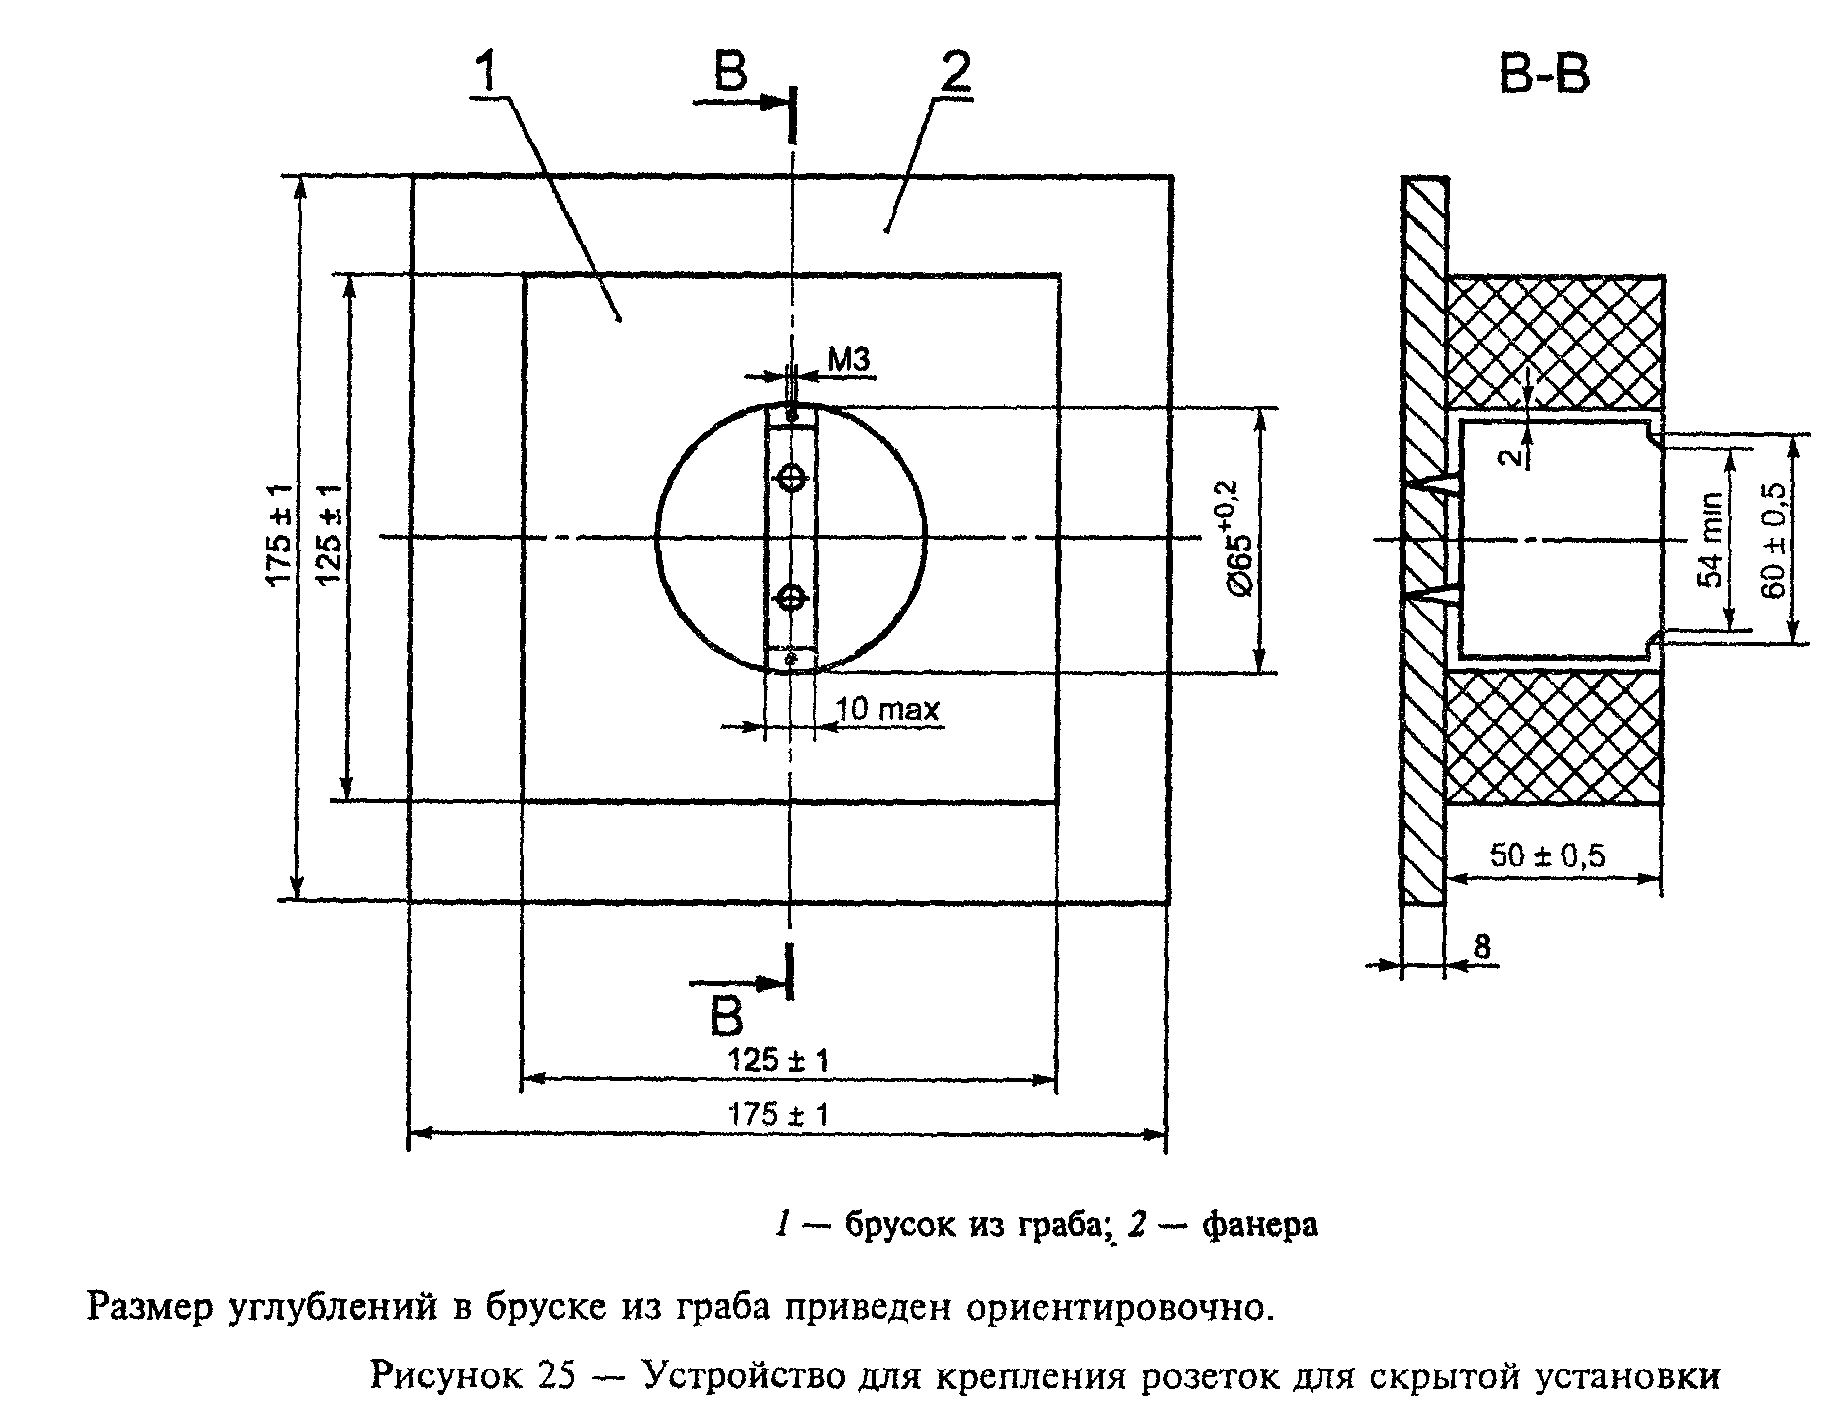 1
В
2
В-В
М3
2
175 ± 1
125 ± 1
Ø65+0,2
54 min
60 ± 0,5
10 max
50 ± 0,5
8
В
125 ± 1
175 ± 1
1 — брусок из граба; 2 — фанера
Размер углублений в бруске из граба приведен ориентировочно.
Рисунок 25 — Устройство для крепления розеток для скрытой установки